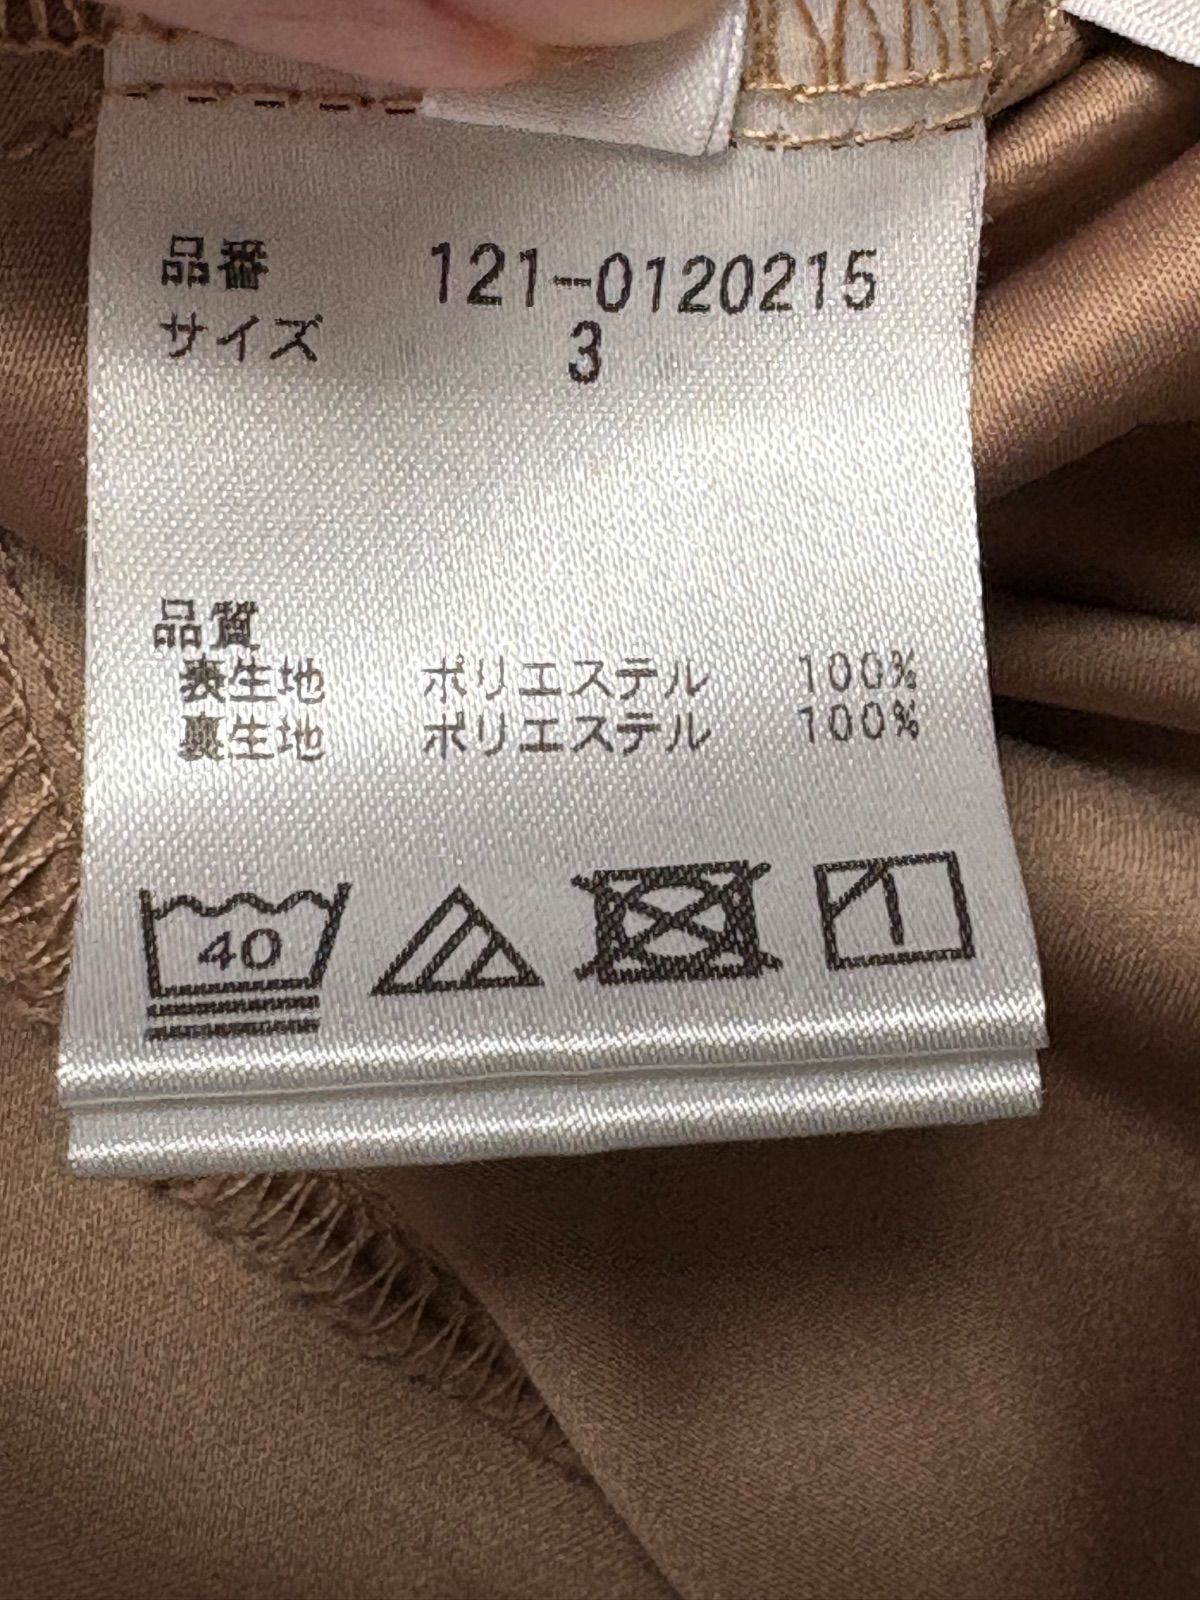 品番 121-0120215
サイズ 3
品質
表生地 ポリエステル 100%
裏生地 ポリエステル 100%
40